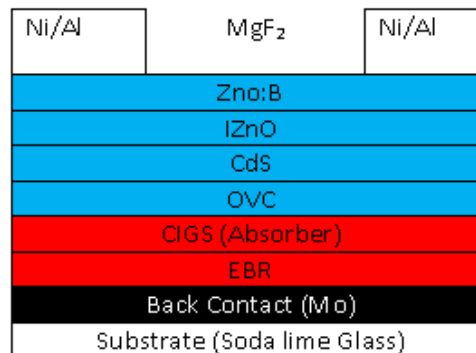 Ni/Al MgF₂ Ni/Al
Zno:B
IZnO
CdS
OVC
CIGS (Absorber)
EBR
Back Contact (Mo)
Substrate (Soda lime Glass)